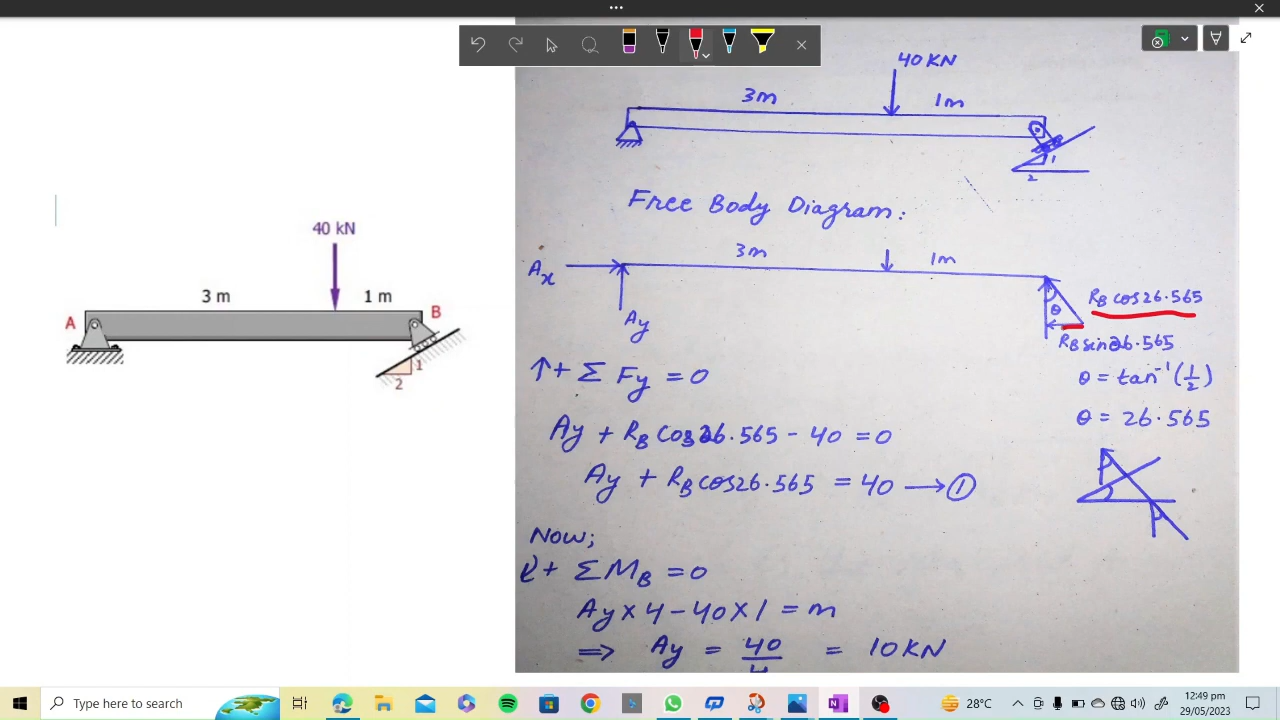 40 kN
3 m
1 m
A
B
1
2
40 KN
3m
1m
1
2
Free Body Diagram:
3m
1m
Ax
Ay
θ
RB cos 26.565
RB sin 26.565
θ = tan⁻¹(1/2)
θ = 26.565
↑+ Σ Fy = 0
Ay + RB Cos 26.565 - 40 = 0
Ay + RB cos 26.565 = 40 → ①
Now;
+ Σ MB = 0
Ay × 4 - 40 × 1 = m
⇒ Ay = 40/4 = 10 KN
Type here to search
28°C
12:49 pm
29/05/2023